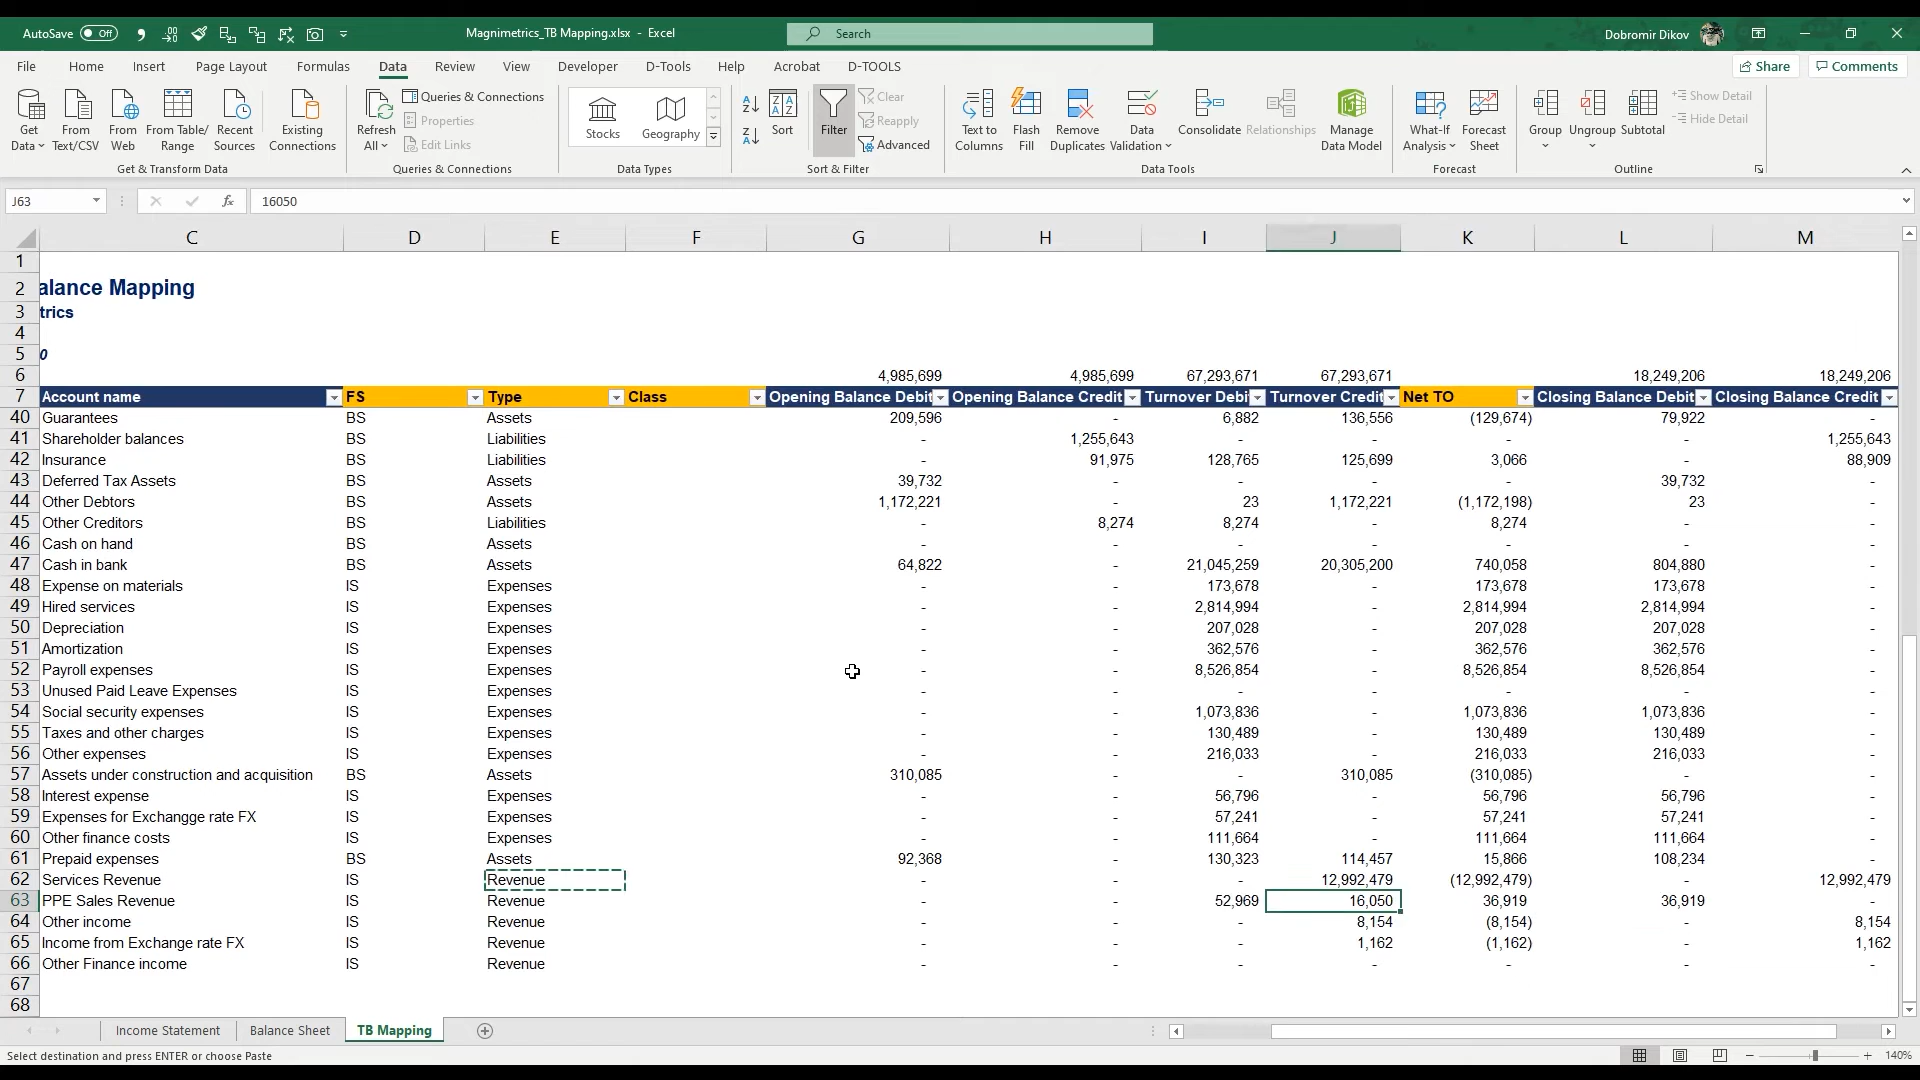 AutoSave Off Magnimetrics_TB Mapping.xlsx - Excel Search Dobromir Dikov
File Home Insert Page Layout Formulas Data Review View Developer D-Tools Help Acrobat D-TOOLS Share Comments
Get Data From Text/CSV From Web From Table/ Range Recent Sources Existing Connections
Refresh All Queries & Connections Properties Edit Links
Stocks Geography
Sort Filter Clear Reapply Advanced
Text to Columns Flash Fill Remove Duplicates Data Validation Consolidate Relationships Manage Data Model
What-If Analysis Forecast Sheet Group Ungroup Subtotal Show Detail Hide Detail
Get & Transform Data Queries & Connections Data Types Sort & Filter Data Tools Forecast Outline
J63 fx 16050
C D E F G H I J K L M
1
2 alance Mapping
3 trics
4
5 0
6 4,985,699 4,985,699 67,293,671 67,293,671 18,249,206 18,249,206
7 Account name FS Type Class Opening Balance Debit Opening Balance Credit Turnover Debi Turnover Credit Net TO Closing Balance Debit Closing Balance Credit
40 Guarantees BS Assets 209,596 - 6,882 136,556 (129,674) 79,922 -
41 Shareholder balances BS Liabilities - 1,255,643 - - - - 1,255,643
42 Insurance BS Liabilities - 91,975 128,765 125,699 3,066 - 88,909
43 Deferred Tax Assets BS Assets 39,732 - - - - 39,732 -
44 Other Debtors BS Assets 1,172,221 - 23 1,172,221 (1,172,198) 23 -
45 Other Creditors BS Liabilities - 8,274 8,274 - 8,274 - -
46 Cash on hand BS Assets - - - - - - -
47 Cash in bank BS Assets 64,822 - 21,045,259 20,305,200 740,058 804,880 -
48 Expense on materials IS Expenses - - 173,678 - 173,678 173,678 -
49 Hired services IS Expenses - - 2,814,994 - 2,814,994 2,814,994 -
50 Depreciation IS Expenses - - 207,028 - 207,028 207,028 -
51 Amortization IS Expenses - - 362,576 - 362,576 362,576 -
52 Payroll expenses IS Expenses - - 8,526,854 - 8,526,854 8,526,854 -
53 Unused Paid Leave Expenses IS Expenses - - - - - - -
54 Social security expenses IS Expenses - - 1,073,836 - 1,073,836 1,073,836 -
55 Taxes and other charges IS Expenses - - 130,489 - 130,489 130,489 -
56 Other expenses IS Expenses - - 216,033 - 216,033 216,033 -
57 Assets under construction and acquisition BS Assets 310,085 - - 310,085 (310,085) - -
58 Interest expense IS Expenses - - 56,796 - 56,796 56,796 -
59 Expenses for Exchangge rate FX IS Expenses - - 57,241 - 57,241 57,241 -
60 Other finance costs IS Expenses - - 111,664 - 111,664 111,664 -
61 Prepaid expenses BS Assets 92,368 - 130,323 114,457 15,866 108,234 -
62 Services Revenue IS Revenue - - - 12,992,479 (12,992,479) - 12,992,479
63 PPE Sales Revenue IS Revenue - - 52,969 16,050 36,919 36,919 -
64 Other income IS Revenue - - - 8,154 (8,154) - 8,154
65 Income from Exchange rate FX IS Revenue - - - 1,162 (1,162) - 1,162
66 Other Finance income IS Revenue - - - - - - -
67
68
Income Statement Balance Sheet TB Mapping
Select destination and press ENTER or choose Paste 140%